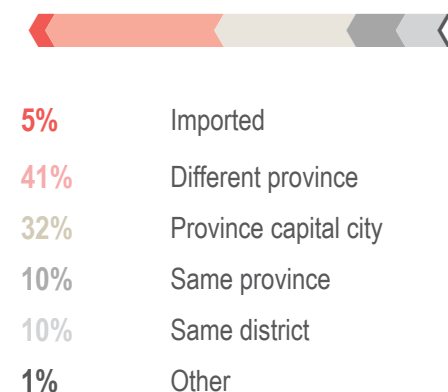 5% Imported
41% Different province
32% Province capital city
10% Same province
10% Same district
1% Other